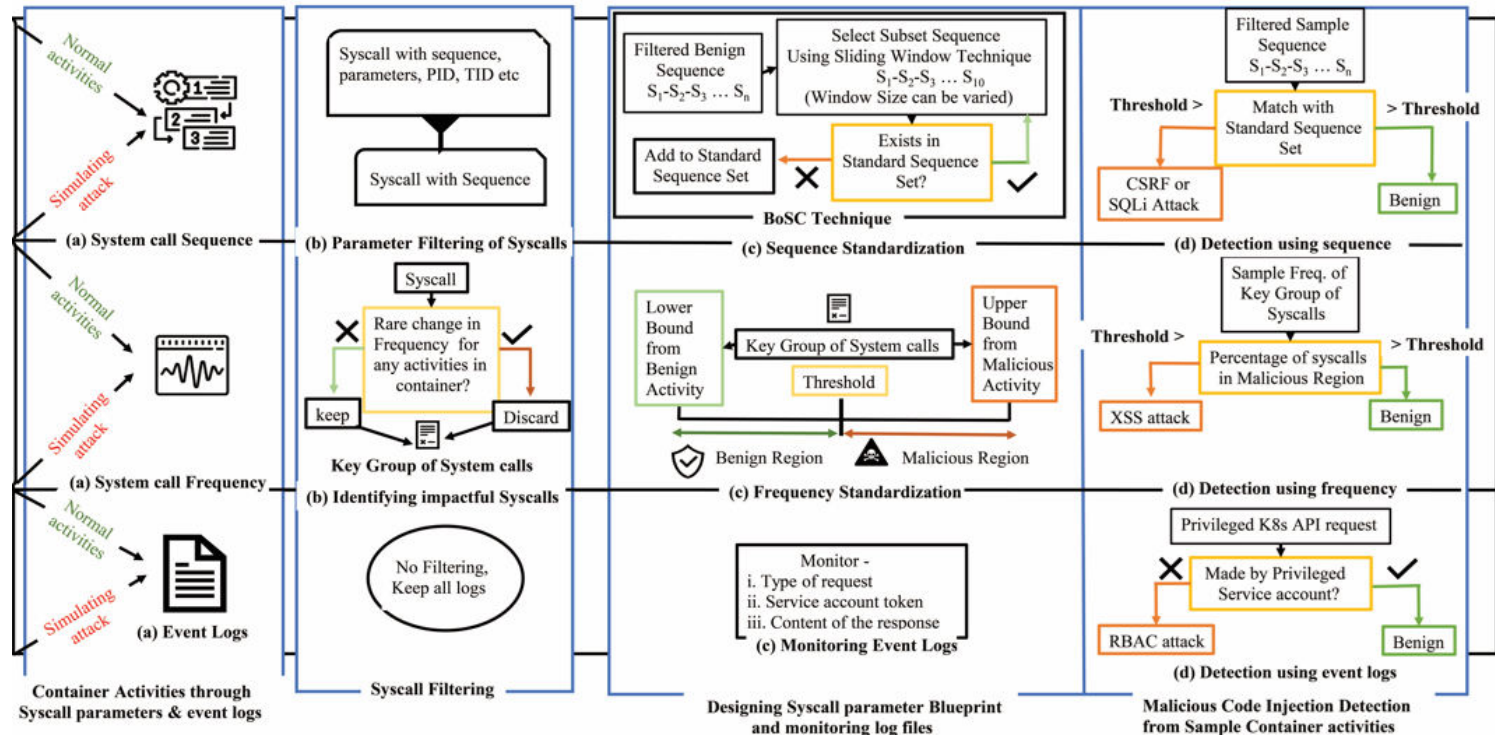 Normal
activities
1
2
3
Simulating
attack
(a) System call Sequence
Syscall with sequence,
parameters, PID, TID etc
Syscall with Sequence
(b) Parameter Filtering of Syscalls
Filtered Benign
Sequence
S1-S2-S3 … Sn
Select Subset Sequence
Using Sliding Window Technique
S1-S2-S3 … S10
(Window Size can be varied)
Add to Standard
Sequence Set
Exists in
Standard Sequence
Set?
BoSC Technique
(c) Sequence Standardization
Filtered Sample
Sequence
S1-S2-S3 … Sn
Threshold >
> Threshold
Match with
Standard Sequence
Set
CSRF or
SQLi Attack
Benign
(d) Detection using sequence
Normal
activities
Simulating
attack
(a) System call Frequency
Syscall
Rare change in
Frequency for
any activities in
container?
keep
Discard
Key Group of System calls
(b) Identifying impactful Syscalls
Lower
Bound
from
Benign
Activity
Key Group of System calls
Threshold
Upper
Bound
from
Malicious
Activity
Benign Region
Malicious Region
(c) Frequency Standardization
Sample Freq. of
Key Group of
Syscalls
Threshold >
> Threshold
Percentage of syscalls
in Malicious Region
XSS attack
Benign
(d) Detection using frequency
Normal
activities
Simulating
attack
(a) Event Logs
No Filtering,
Keep all logs
Monitor -
i. Type of request
ii. Service account token
iii. Content of the response
(c) Monitoring Event Logs
Privileged K8s API request
Made by Privileged
Service account?
RBAC attack
Benign
(d) Detection using event logs
Container Activities through
Syscall parameters & event logs
Syscall Filtering
Designing Syscall parameter Blueprint
and monitoring log files
Malicious Code Injection Detection
from Sample Container activities